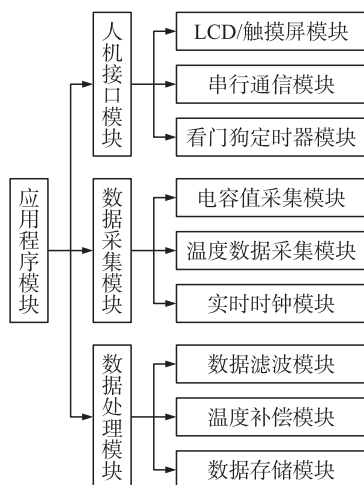 应用程序模块
人机接口模块
LCD/触摸屏模块
串行通信模块
看门狗定时器模块
数据采集模块
电容值采集模块
温度数据采集模块
实时时钟模块
数据处理模块
数据滤波模块
温度补偿模块
数据存储模块